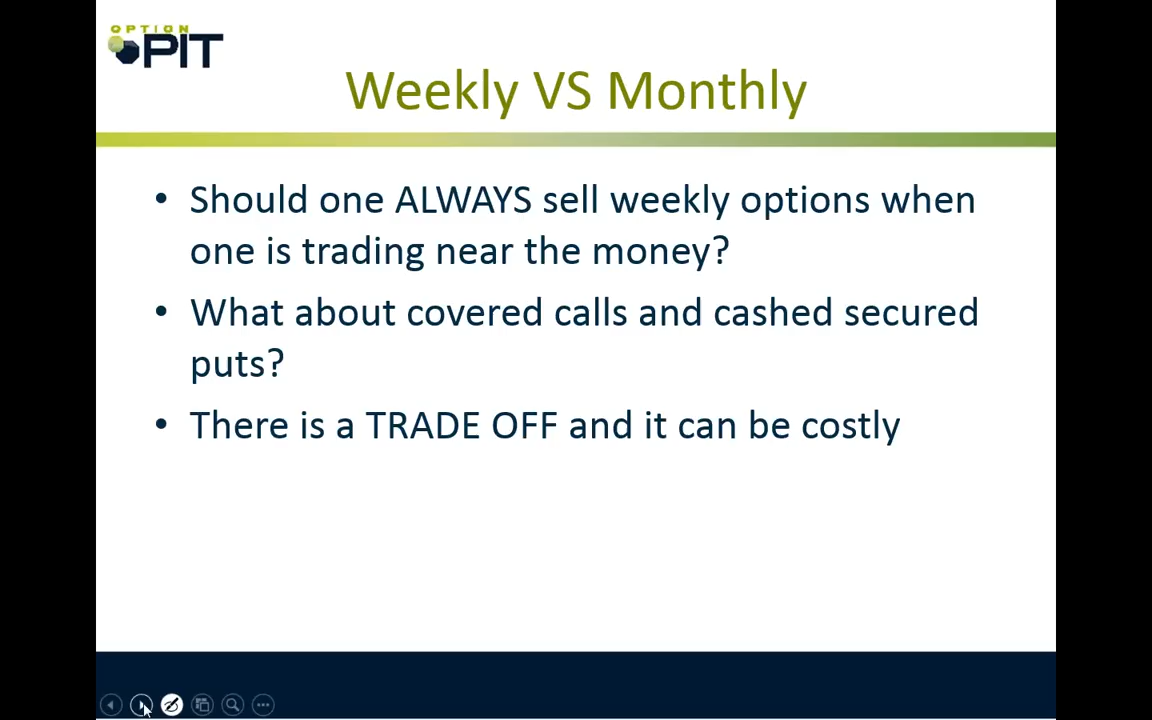 OPTION
PIT
Weekly VS Monthly
• Should one ALWAYS sell weekly options when
one is trading near the money?
• What about covered calls and cashed secured
puts?
• There is a TRADE OFF and it can be costly